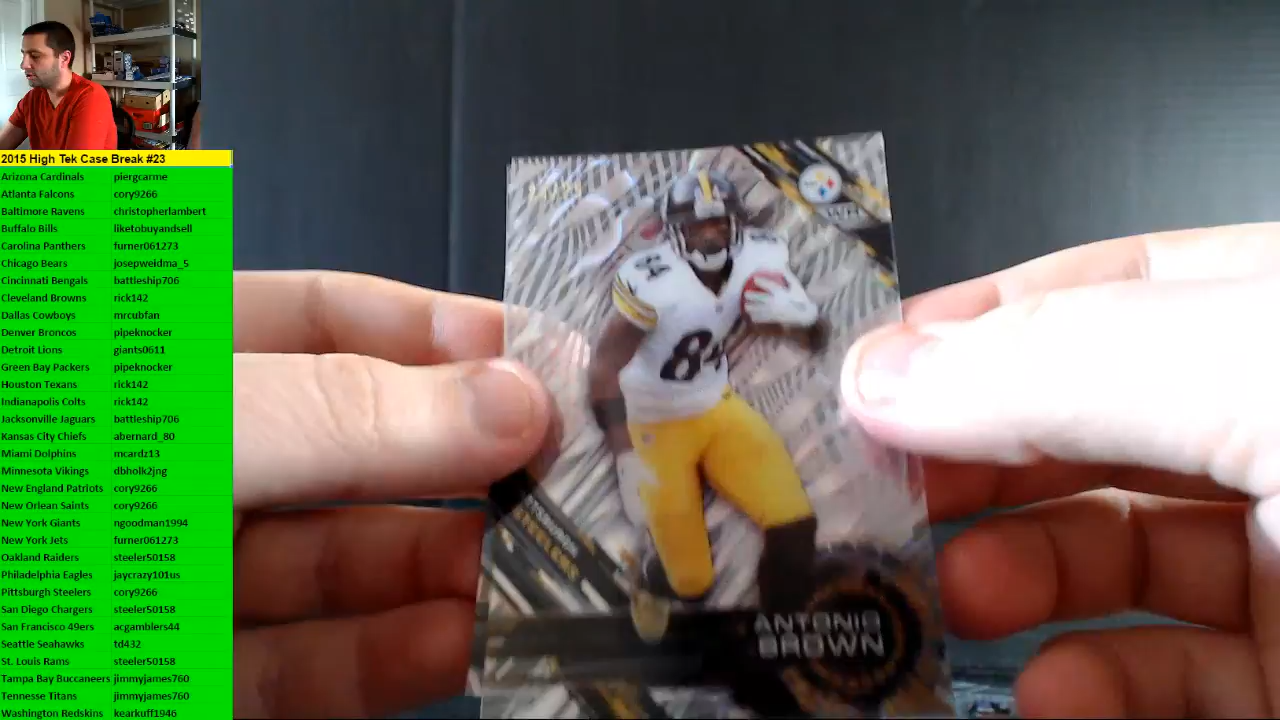 2015 High Tek Case Break #23
Arizona Cardinals piergcarme
Atlanta Falcons cory9266
Baltimore Ravens christopherlambert
Buffalo Bills liketobuyandsell
Carolina Panthers furner061273
Chicago Bears josepweidma_5
Cincinnati Bengals battleship706
Cleveland Browns rick142
Dallas Cowboys mrcubfan
Denver Broncos pipeknocker
Detroit Lions giants0611
Green Bay Packers pipeknocker
Houston Texans rick142
Indianapolis Colts rick142
Jacksonville Jaguars battleship706
Kansas City Chiefs abernard_80
Miami Dolphins mcardz13
Minnesota Vikings dbholk2jng
New England Patriots cory9266
New Orlean Saints cory9266
New York Giants ngoodman1994
New York Jets furner061273
Oakland Raiders steeler50158
Philadelphia Eagles jaycrazy101us
Pittsburgh Steelers cory9266
San Diego Chargers steeler50158
San Francisco 49ers acgamblers44
Seattle Seahawks td432
St. Louis Rams steeler50158
Tampa Bay Buccaneers jimmyjames760
Tennesse Titans jimmyjames760
Washington Redskins kearkuff1946
WR
84
84
84
STEELERS
ANTONIO
BROWN